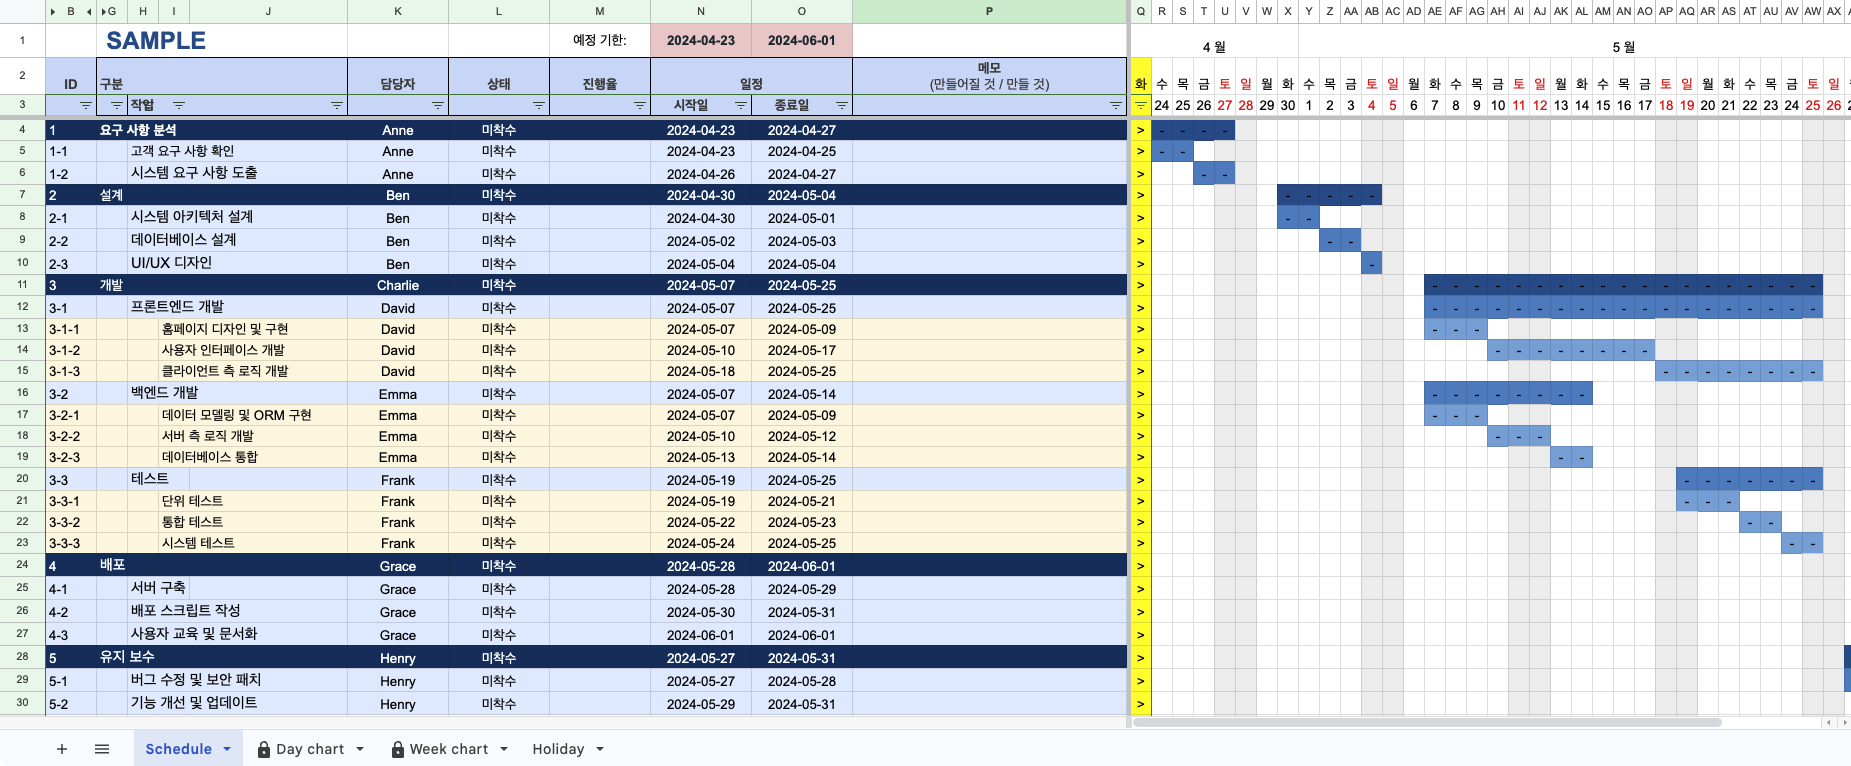 B G H I J K L M N O P Q R S T U V W X Y Z AA AB AC AD AE AF AG AH AI AJ AK AL AM AN AO AP AQ AR AS AT AU AV AW AX
1 SAMPLE 예정 기한: 2024-04-23 2024-06-01 4 월 5 월
2 ID 구분 담당자 상태 진행율 일정 메모 화 수 목 금 토 일 월 화 수 목 금 토 일 월 화 수 목 금 토 일 월 화 수 목 금 토 일 월 화 수 목 금 토 일
(만들어질 것 / 만들 것)
3 작함 시작일 종료일 24 25 26 27 28 29 30 1 2 3 4 5 6 7 8 9 10 11 12 13 14 15 16 17 18 19 20 21 22 23 24 25 26
4 1 요구 사항 분석 Anne 미착수 2024-04-23 2024-04-27 > - - - -
5 1-1 고객 요구 사항 확인 Anne 미착수 2024-04-23 2024-04-25 > - -
6 1-2 시스템 요구 사항 도출 Anne 미착수 2024-04-26 2024-04-27 > - -
7 2 설계 Ben 미착수 2024-04-30 2024-05-04 > - - - - -
8 2-1 시스템 아키텍처 설계 Ben 미착수 2024-04-30 2024-05-01 > - -
9 2-2 데이터베이스 설계 Ben 미착수 2024-05-02 2024-05-03 > - -
10 2-3 UI/UX 디자인 Ben 미착수 2024-05-04 2024-05-04 > -
11 3 개발 Charlie 미착수 2024-05-07 2024-05-25 > - - - - - - - - - - - - - - - - - - -
12 3-1 프론트엔드 개발 David 미착수 2024-05-07 2024-05-25 > - - - - - - - - - - - - - - - - - - -
13 3-1-1 홈페이지 디자인 및 구현 David 미착수 2024-05-07 2024-05-09 > - - -
14 3-1-2 사용자 인터페이스 개발 David 미착수 2024-05-10 2024-05-17 > - - - - - - - -
15 3-1-3 클라이언트 측 로직 개발 David 미착수 2024-05-18 2024-05-25 > - - - - - - - -
16 3-2 백엔드 개발 Emma 미착수 2024-05-07 2024-05-14 > - - - - - - - -
17 3-2-1 데이터 모델링 및 ORM 구현 Emma 미착수 2024-05-07 2024-05-09 > - - -
18 3-2-2 서버 측 로직 개발 Emma 미착수 2024-05-10 2024-05-12 > - - -
19 3-2-3 데이터베이스 통합 Emma 미착수 2024-05-13 2024-05-14 > - -
20 3-3 테스트 Frank 미착수 2024-05-19 2024-05-25 > - - - - - - -
21 3-3-1 단위 테스트 Frank 미착수 2024-05-19 2024-05-21 > - - -
22 3-3-2 통합 테스트 Frank 미착수 2024-05-22 2024-05-23 > - -
23 3-3-3 시스템 테스트 Frank 미착수 2024-05-24 2024-05-25 > - -
24 4 배포 Grace 미착수 2024-05-28 2024-06-01 >
25 4-1 서버 구축 Grace 미착수 2024-05-28 2024-05-29 >
26 4-2 배포 스크립트 작성 Grace 미착수 2024-05-30 2024-05-31 >
27 4-3 사용자 교육 및 문서화 Grace 미착수 2024-06-01 2024-06-01 >
28 5 유지 보수 Henry 미착수 2024-05-27 2024-05-31 >
29 5-1 버그 수정 및 보안 패치 Henry 미착수 2024-05-27 2024-05-28 >
30 5-2 기능 개선 및 업데이트 Henry 미착수 2024-05-29 2024-05-31 >
Schedule Day chart Week chart Holiday